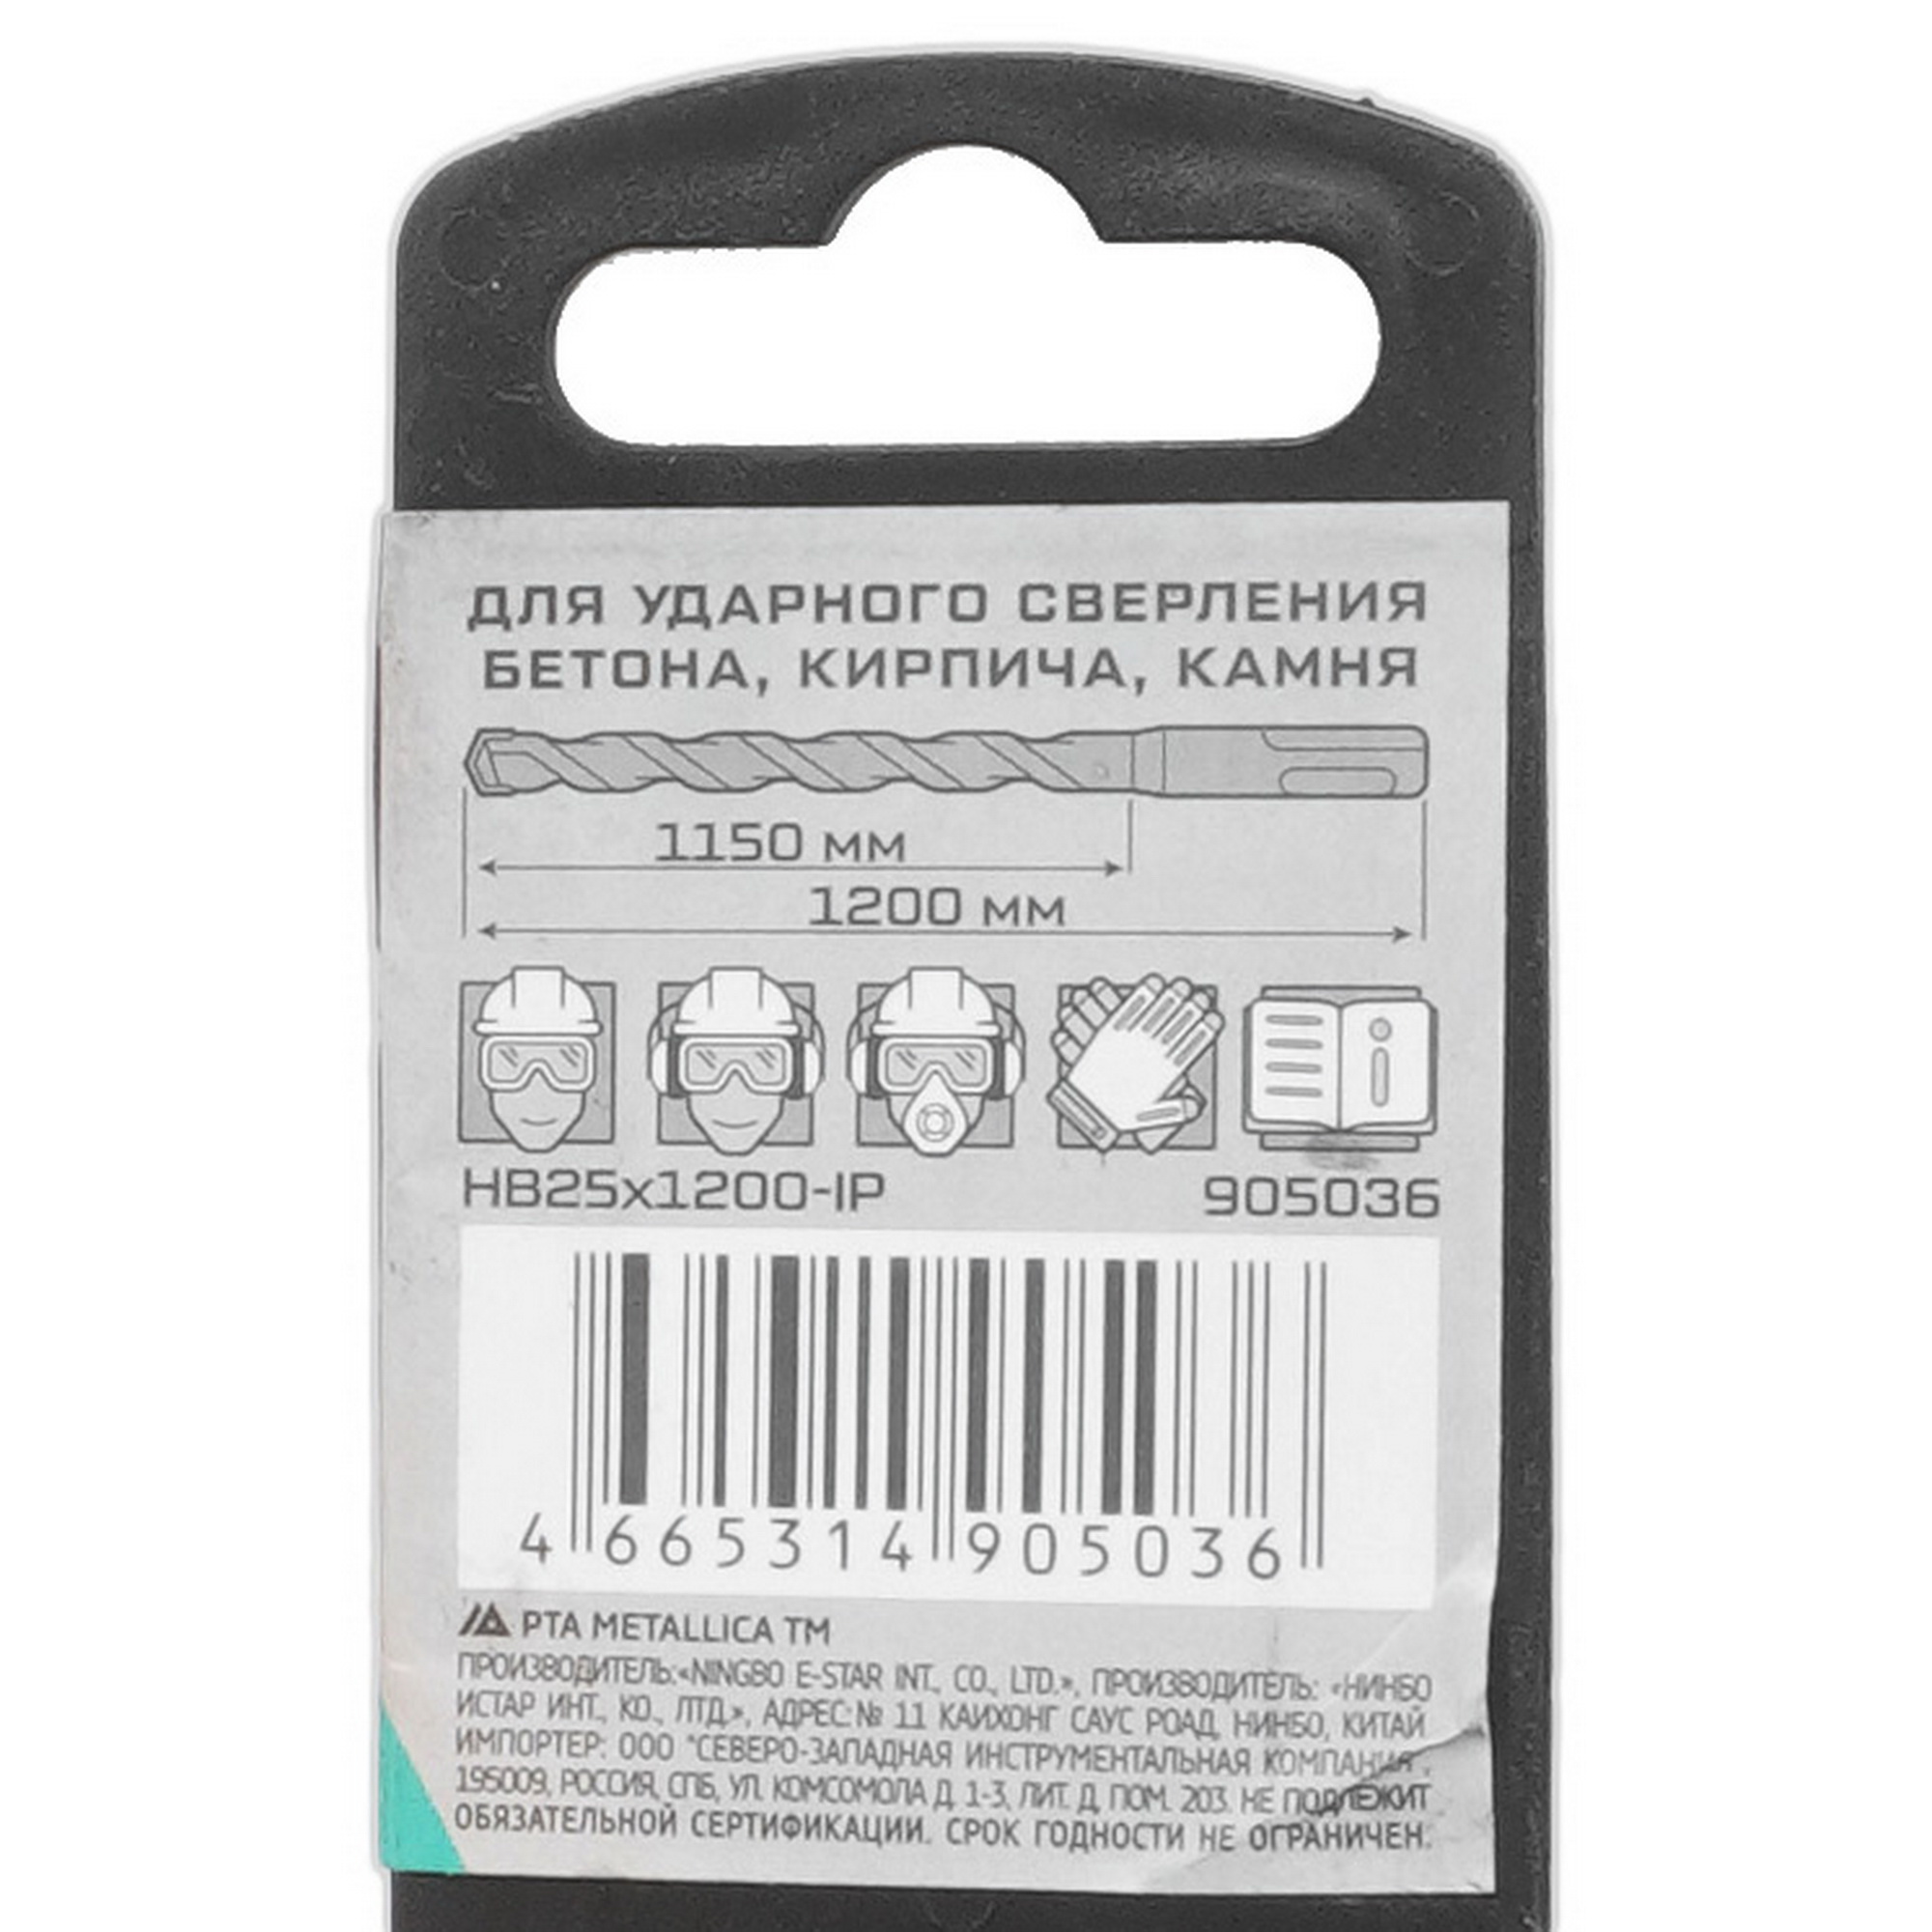 ДЛЯ УДАРНОГО СВЕРЛЕНИЯ
БЕТОНА, КИРПИЧА, КАМНЯ
1150 мм
1200 мм
HB25x1200-IP 905036
4 665314 905036
PTA METALLICA TM
ПРОИЗВОДИТЕЛЬ:«NINGBO E-STAR INT., CO., LTD.», ПРОИЗВОДИТЕЛЬ: «НИНБО
ИСТАР ИНТ., КО., ЛТД.», АДРЕС:№ 11 КАИХОНГ САУС РОАД, НИНБО, КИТАЙ
ИМПОРТЕР: ООО "СЕВЕРО-ЗАПАДНАЯ ИНСТРУМЕНТАЛЬНАЯ КОМПАНИЯ",
195009, РОССИЯ, СПБ, УЛ. КОМСОМОЛА Д. 1-3, ЛИТ. Д, ПОМ. 203. НЕ ПОДЛЕЖИТ
ОБЯЗАТЕЛЬНОЙ СЕРТИФИКАЦИИ. СРОК ГОДНОСТИ НЕ ОГРАНИЧЕН.